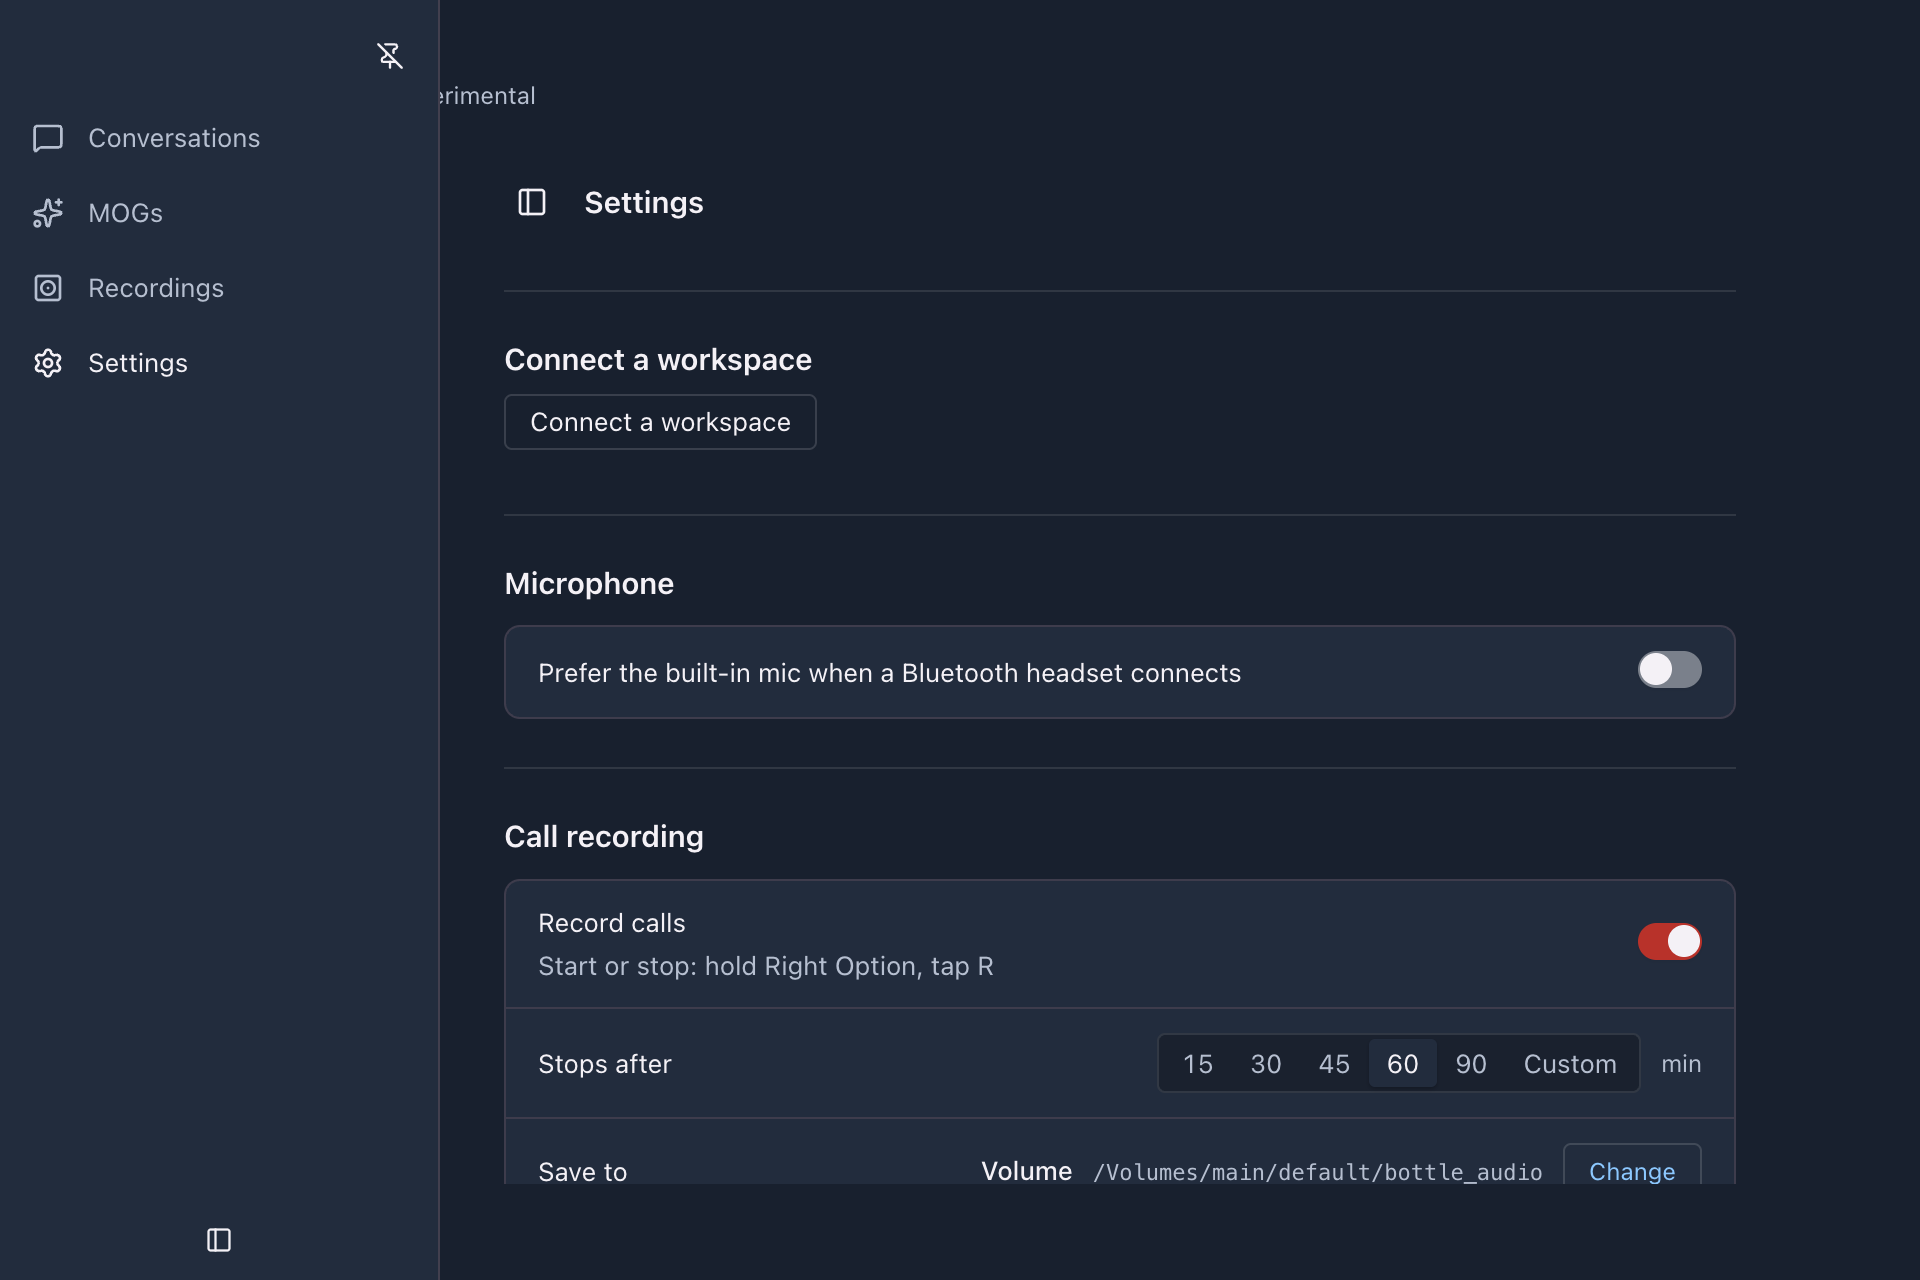 erimental
Conversations
MOGs
Recordings
Settings
Settings
Connect a workspace
Connect a workspace
Microphone
Prefer the built-in mic when a Bluetooth headset connects
Call recording
Record calls
Start or stop: hold Right Option, tap R
Stops after 15 30 45 60 90 Custom min
Save to Volume /Volumes/main/default/bottle_audio Change